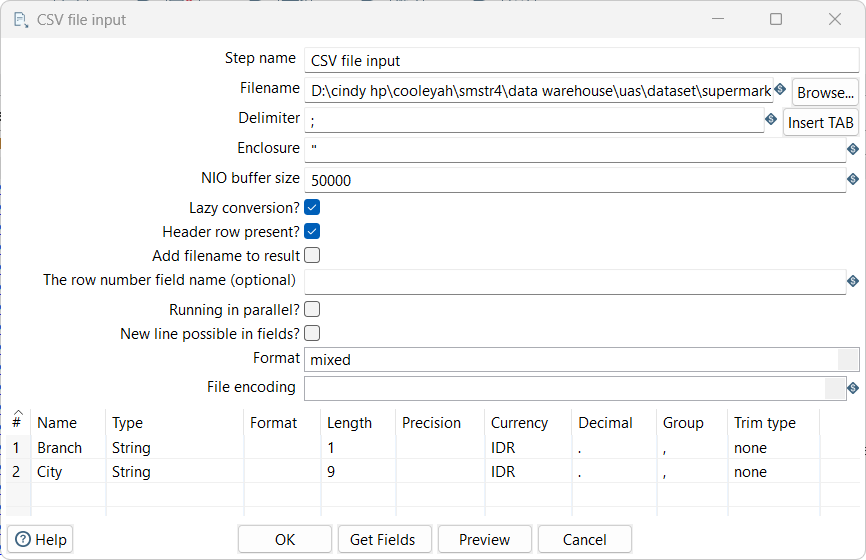 CSV file input
Step name CSV file input
Filename D:\cindy hp\cooleyah\smstr4\data warehouse\uas\dataset\supermark Browse...
Delimiter ; Insert TAB
Enclosure "
NIO buffer size 50000
Lazy conversion?
Header row present?
Add filename to result
The row number field name (optional)
Running in parallel?
New line possible in fields?
Format mixed
File encoding
# Name Type Format Length Precision Currency Decimal Group Trim type
1 Branch String 1 IDR . , none
2 City String 9 IDR . , none
Help OK Get Fields Preview Cancel